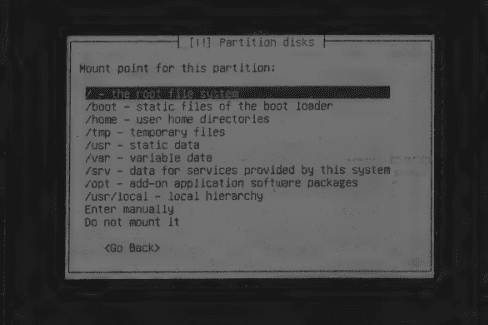 [!!] Partition disks
Mount point for this partition:
/ - the root file system
/boot - static files of the boot loader
/home - user home directories
/tmp - temporary files
/usr - static data
/var - variable data
/srv - data for services provided by this system
/opt - add-on application software packages
/usr/local - local hierarchy
Enter manually
Do not mount it
<Go Back>